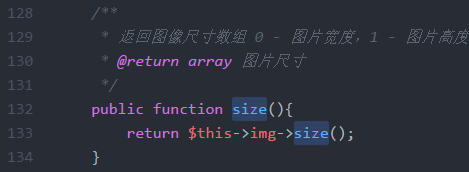 128 /**
129 * 返回图像尺寸数组 0 - 图片宽度，1 - 图片高度
130 * @return array 图片尺寸
131 */
132 public function size(){
133 return $this->img->size();
134 }